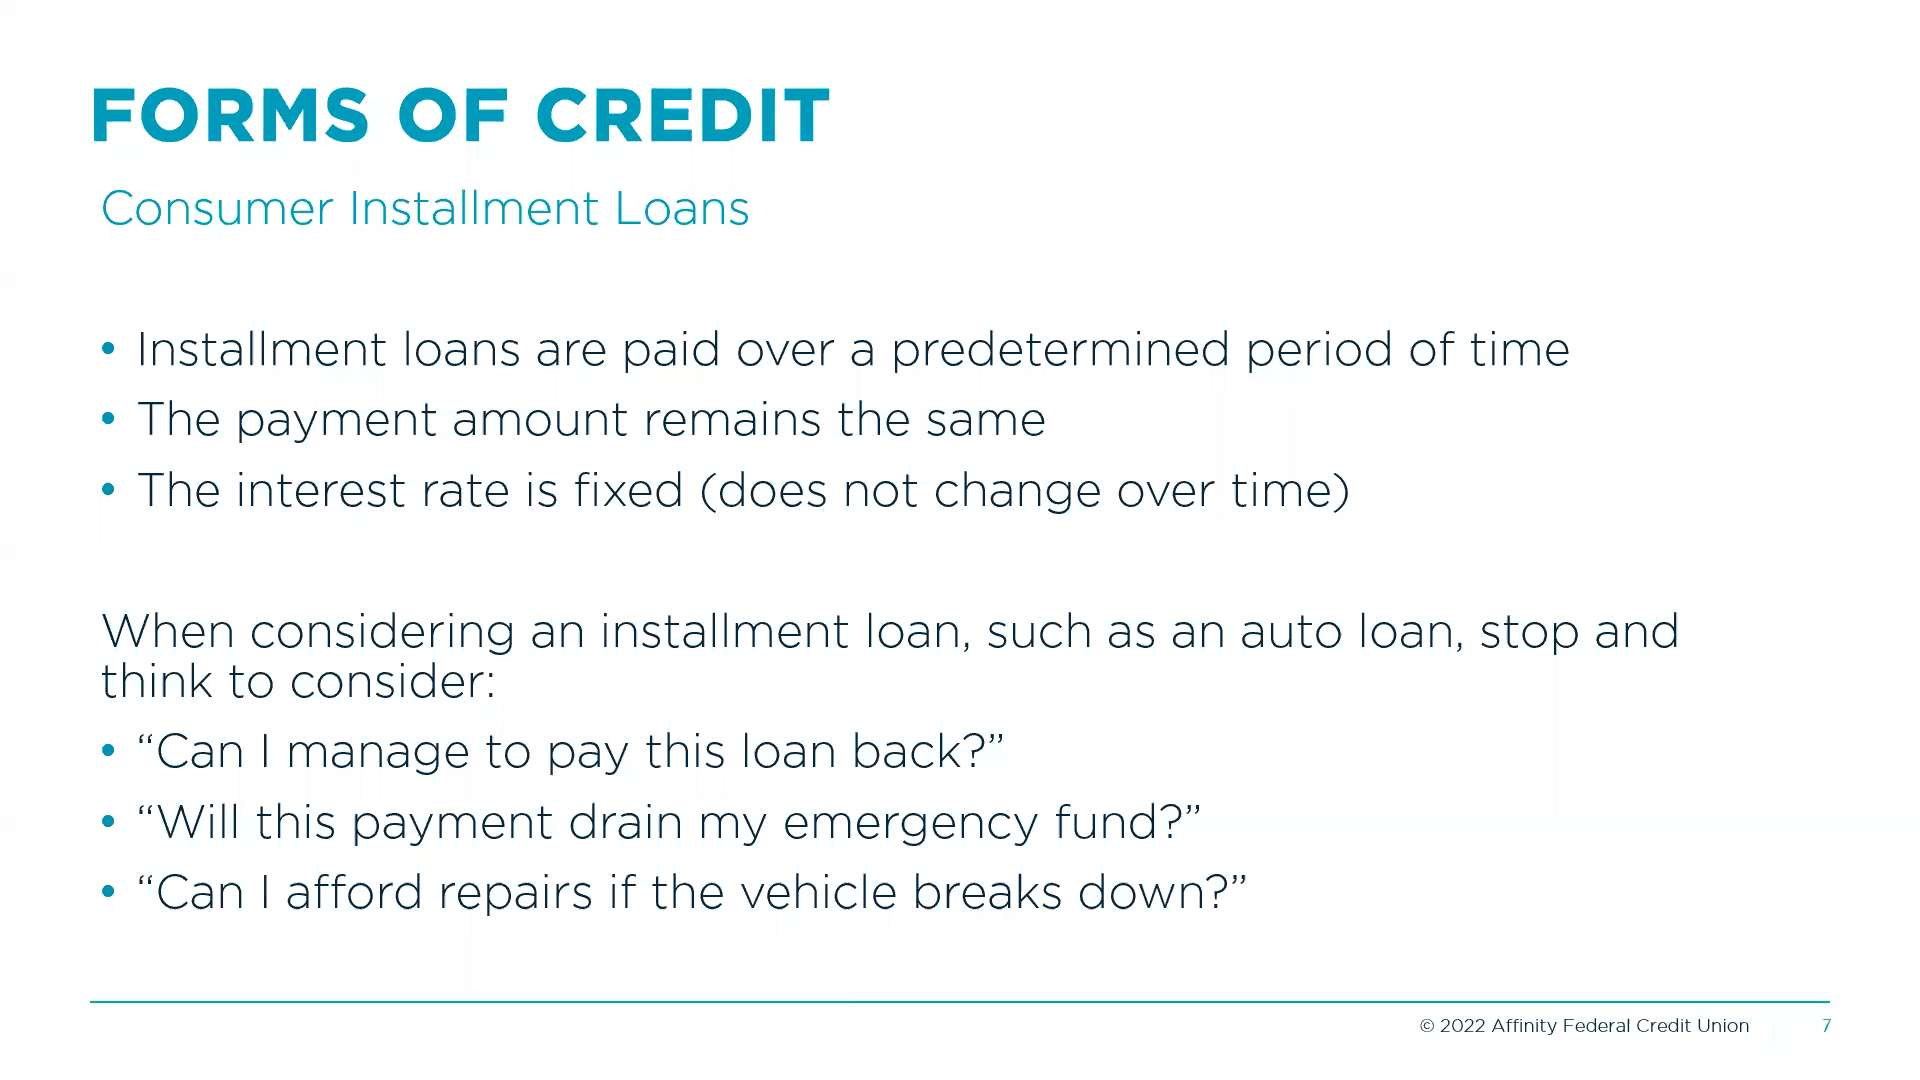 FORMS OF CREDIT
Consumer Installment Loans
• Installment loans are paid over a predetermined period of time
• The payment amount remains the same
• The interest rate is fixed (does not change over time)
When considering an installment loan, such as an auto loan, stop and
think to consider:
• “Can I manage to pay this loan back?”
• “Will this payment drain my emergency fund?”
• “Can I afford repairs if the vehicle breaks down?”
© 2022 Affinity Federal Credit Union 7